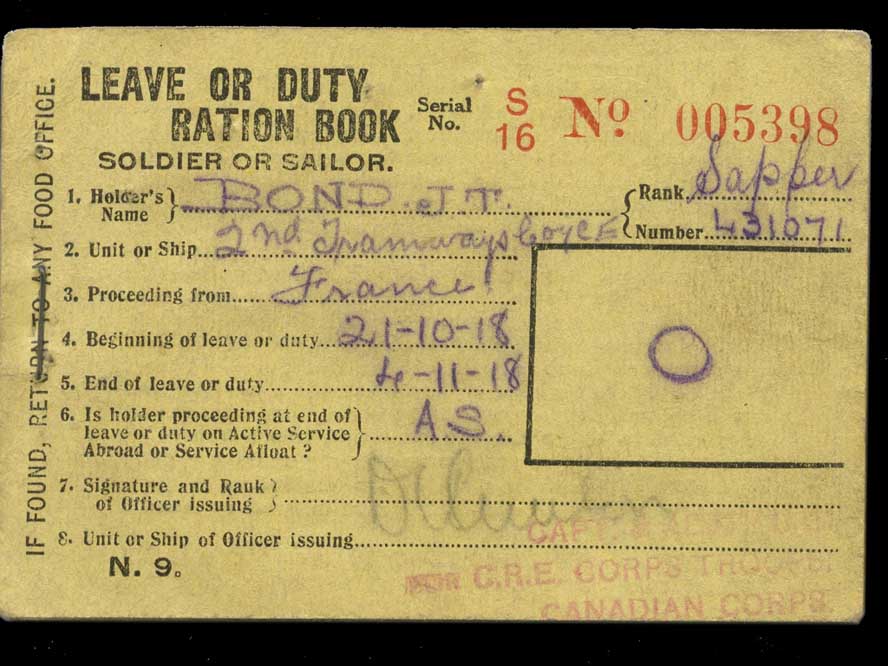 LEAVE OR DUTY
RATION BOOK
SOLDIER OR SAILOR.
Serial No. S 16 No. 005398
1. Holder's Name BOND. J.T.
Rank Sapper
Number 431071
2. Unit or Ship 2nd Tramways Coy CE
3. Proceeding from France
4. Beginning of leave or duty 21-10-18
5. End of leave or duty 4-11-18
6. Is holder proceeding at end of
leave or duty on Active Service
Abroad or Service Afloat? AS.
O
7. Signature and Rank
of Officer issuing
8. Unit or Ship of Officer issuing
CAPT. &
FOR C.R.E. CORPS TROOPS,
CANADIAN CORPS.
N. 9.
IF FOUND, RETURN TO ANY FOOD OFFICE.